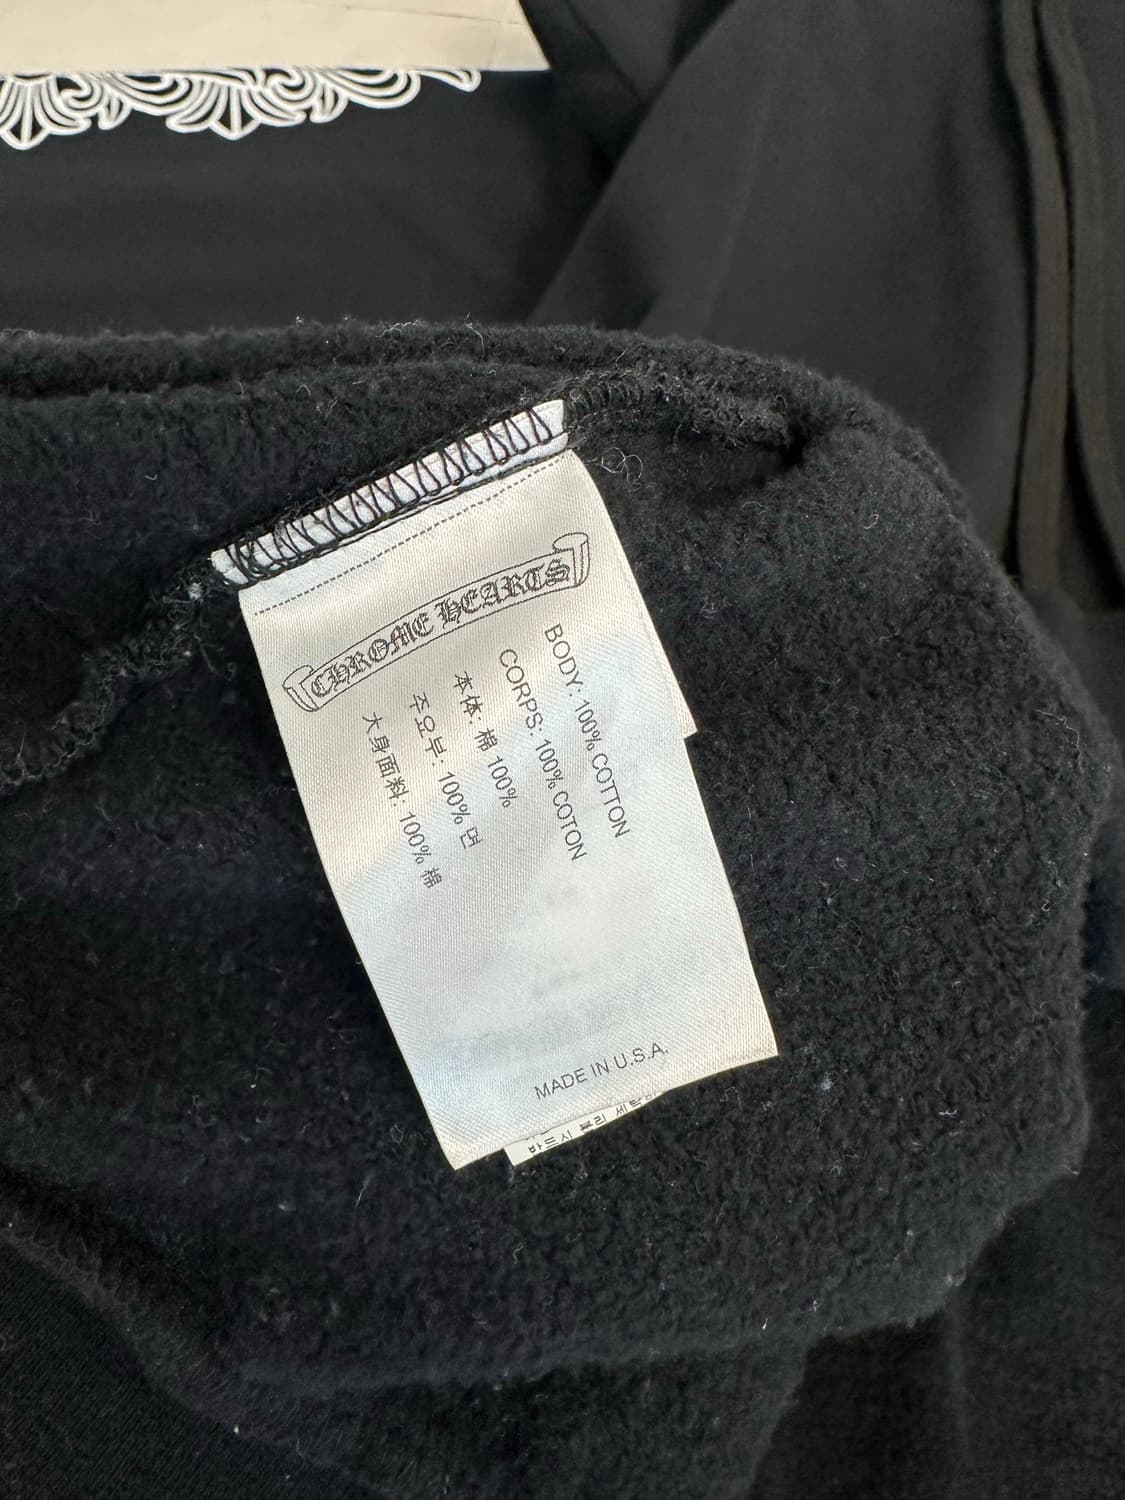 CHROME HEARTS
BODY: 100% COTTON
CORPS: 100% COTON
本体: 棉 100%
주요부: 100% 면
大身面料: 100% 棉
MADE IN U.S.A.